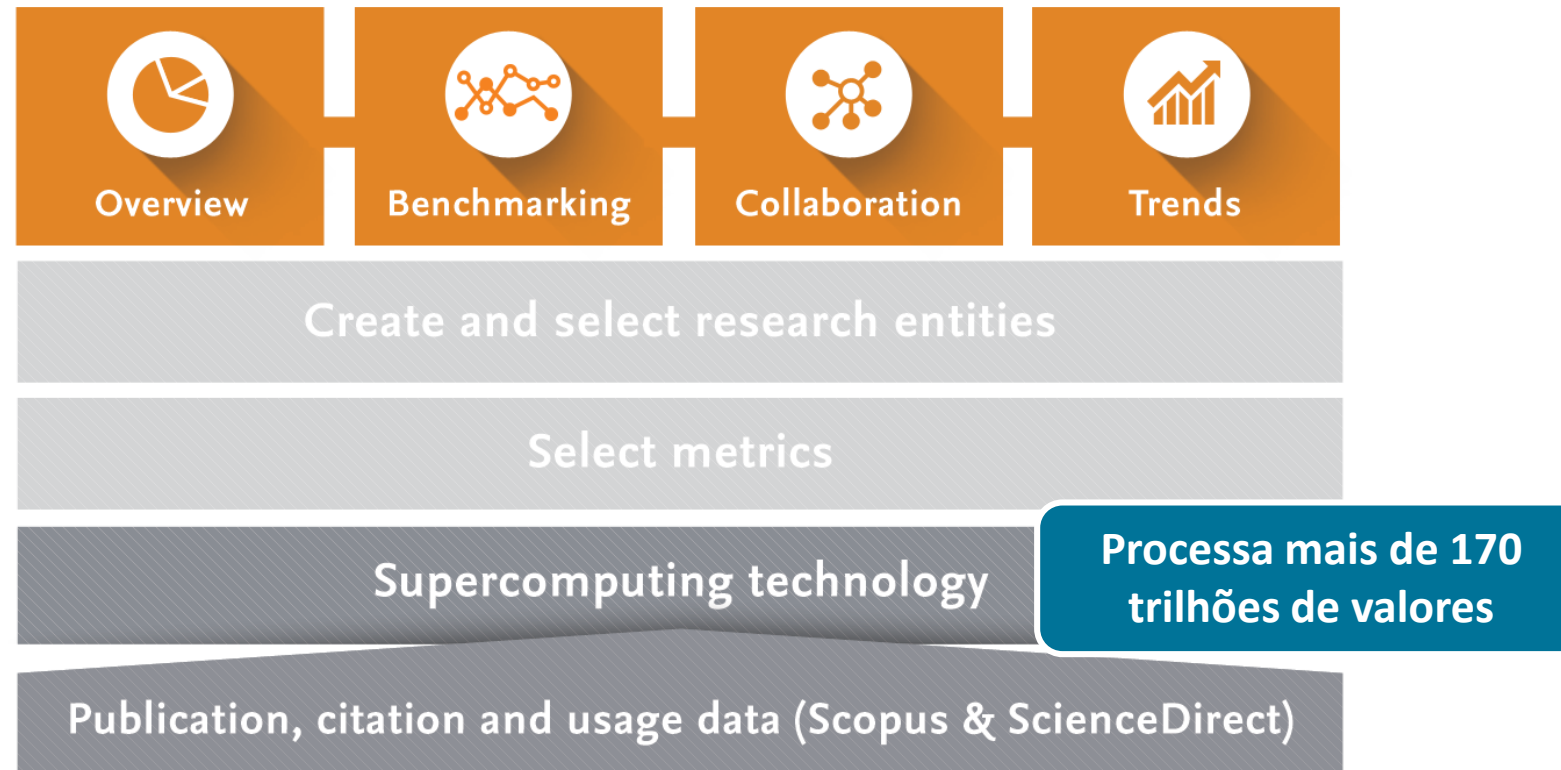 Overview
Benchmarking
Collaboration
Trends
Create and select research entities
Select metrics
Supercomputing technology
Processa mais de 170
trilhões de valores
Publication, citation and usage data (Scopus & ScienceDirect)